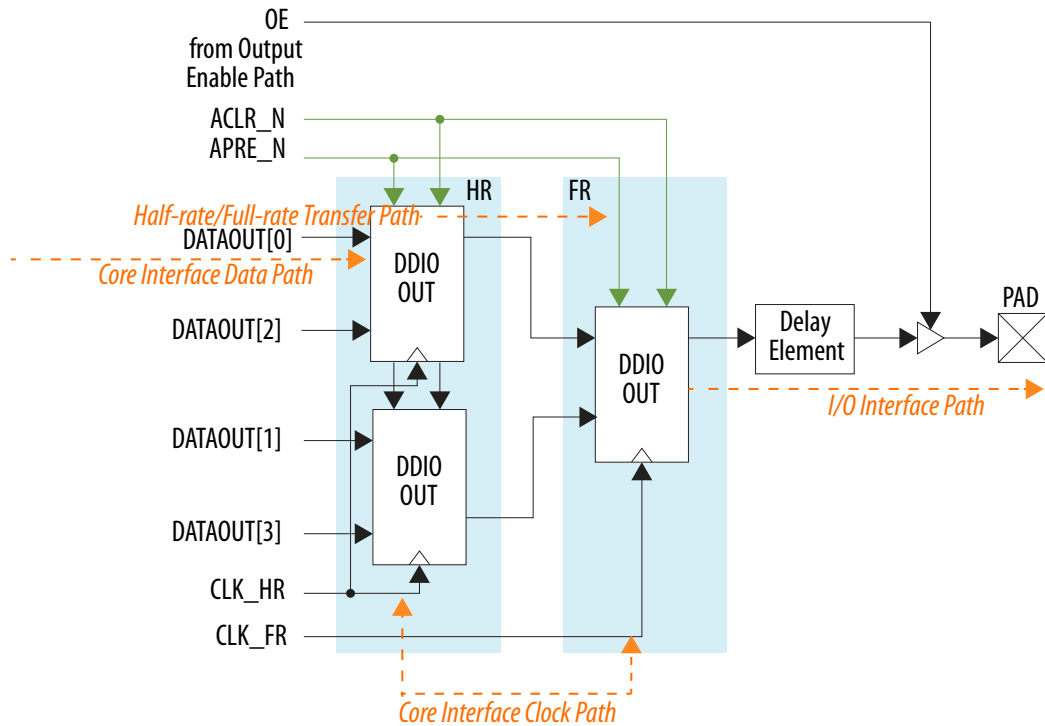 OE
from Output
Enable Path
ACLR_N
APRE_N
HR
FR
Half-rate/Full-rate Transfer Path
DATAOUT[0]
Core Interface Data Path
DDIO
OUT
DATAOUT[2]
PAD
Delay
Element
DDIO
OUT
I/O Interface Path
DATAOUT[1]
DDIO
OUT
DATAOUT[3]
CLK_HR
CLK_FR
Core Interface Clock Path